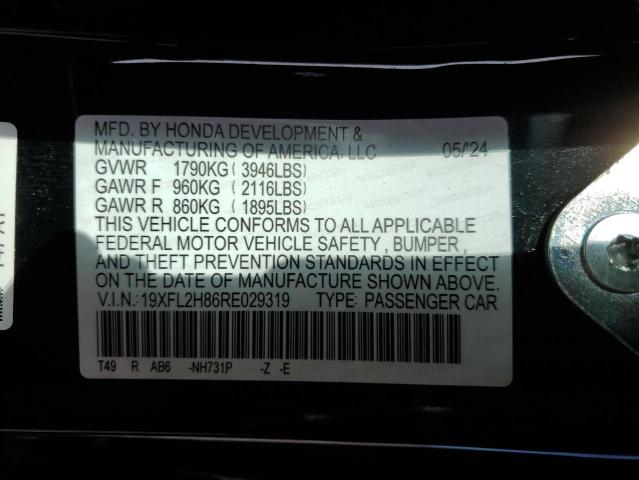 MFD. BY HONDA DEVELOPMENT &
MANUFACTURING OF AMERICA, LLC 05/'24
GVWR 1790KG ( 3946LBS )
GAWR F 960KG ( 2116LBS )
GAWR R 860KG ( 1895LBS )
THIS VEHICLE CONFORMS TO ALL APPLICABLE
FEDERAL MOTOR VEHICLE SAFETY , BUMPER ,
AND THEFT PREVENTION STANDARDS IN EFFECT
ON THE DATE OF MANUFACTURE SHOWN ABOVE.
V.I.N.:19XFL2H86RE029319 TYPE: PASSENGER CAR
T49 R AB6 -NH731P -Z -E